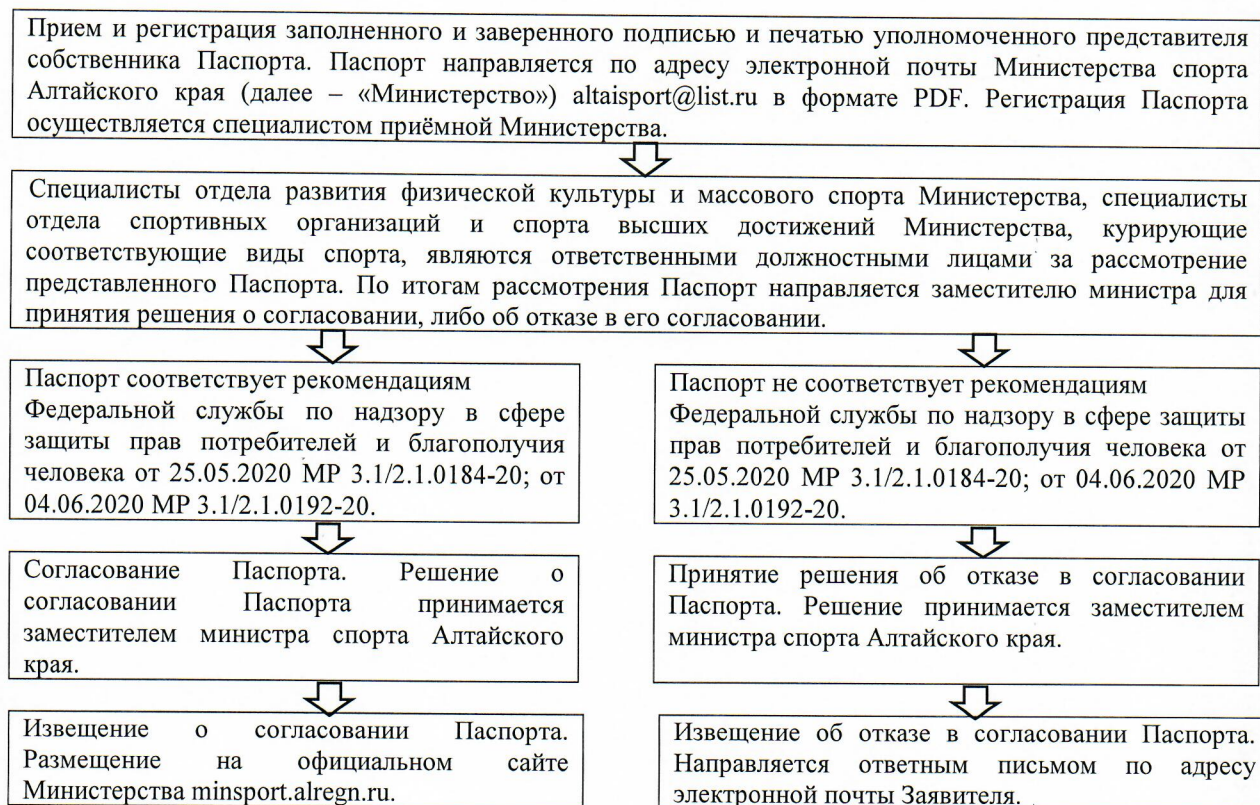 Прием и регистрация заполненного и заверенного подписью и печатью уполномоченного представителя
собственника Паспорта. Паспорт направляется по адресу электронной почты Министерства спорта
Алтайского края (далее – «Министерство») altaisport@list.ru в формате PDF. Регистрация Паспорта
осуществляется специалистом приёмной Министерства.
Специалисты отдела развития физической культуры и массового спорта Министерства, специалисты
отдела спортивных организаций и спорта высших достижений Министерства, курирующие
соответствующие виды спорта, являются ответственными должностными лицами за рассмотрение
представленного Паспорта. По итогам рассмотрения Паспорт направляется заместителю министра для
принятия решения о согласовании, либо об отказе в его согласовании.
Паспорт соответствует рекомендациям
Федеральной службы по надзору в сфере
защиты прав потребителей и благополучия
человека от 25.05.2020 МР 3.1/2.1.0184-20; от
04.06.2020 МР 3.1/2.1.0192-20.
Паспорт не соответствует рекомендациям
Федеральной службы по надзору в сфере защиты
прав потребителей и благополучия человека от
25.05.2020 МР 3.1/2.1.0184-20; от 04.06.2020 МР
3.1/2.1.0192-20.
Согласование Паспорта. Решение о
согласовании Паспорта принимается
заместителем министра спорта Алтайского
края.
Принятие решения об отказе в согласовании
Паспорта. Решение принимается заместителем
министра спорта Алтайского края.
Извещение о согласовании Паспорта.
Размещение на официальном сайте
Министерства minsport.alregn.ru.
Извещение об отказе в согласовании Паспорта.
Направляется ответным письмом по адресу
электронной почты Заявителя.